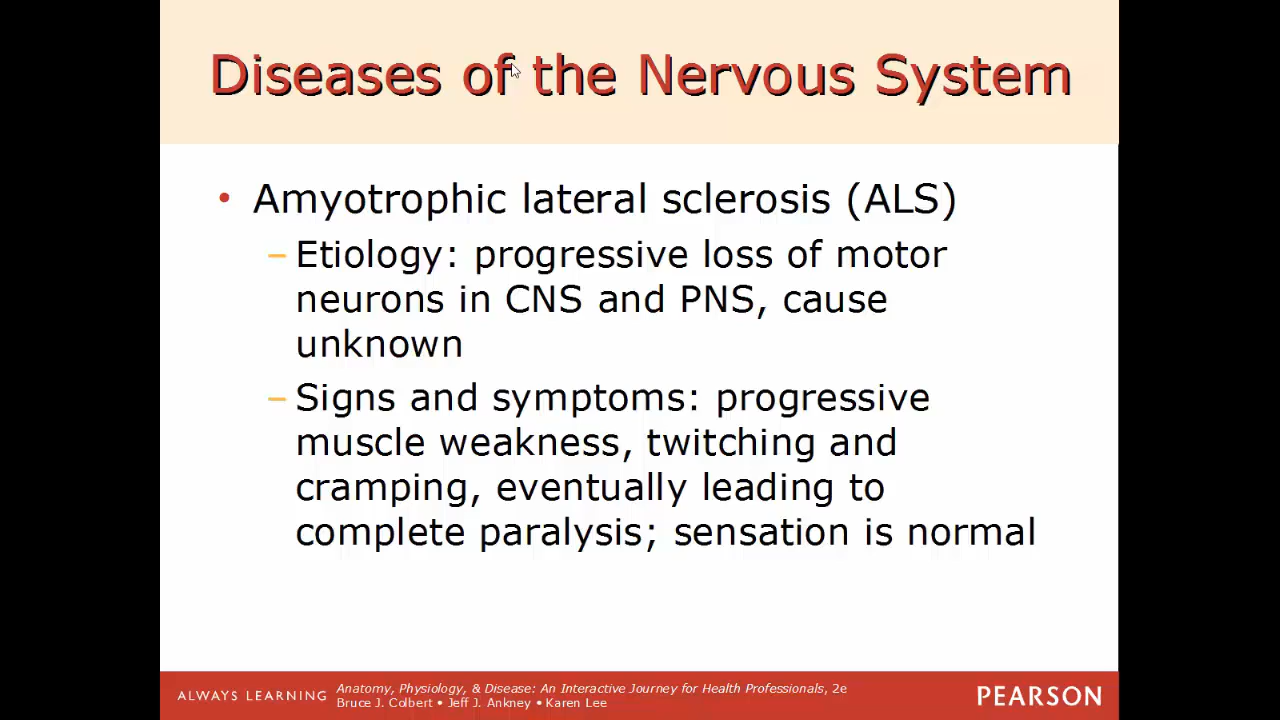 Diseases of the Nervous System
• Amyotrophic lateral sclerosis (ALS)
– Etiology: progressive loss of motor
neurons in CNS and PNS, cause
unknown
– Signs and symptoms: progressive
muscle weakness, twitching and
cramping, eventually leading to
complete paralysis; sensation is normal
ALWAYS LEARNING
Anatomy, Physiology, & Disease: An Interactive Journey for Health Professionals, 2e
Bruce J. Colbert • Jeff J. Ankney • Karen Lee
PEARSON